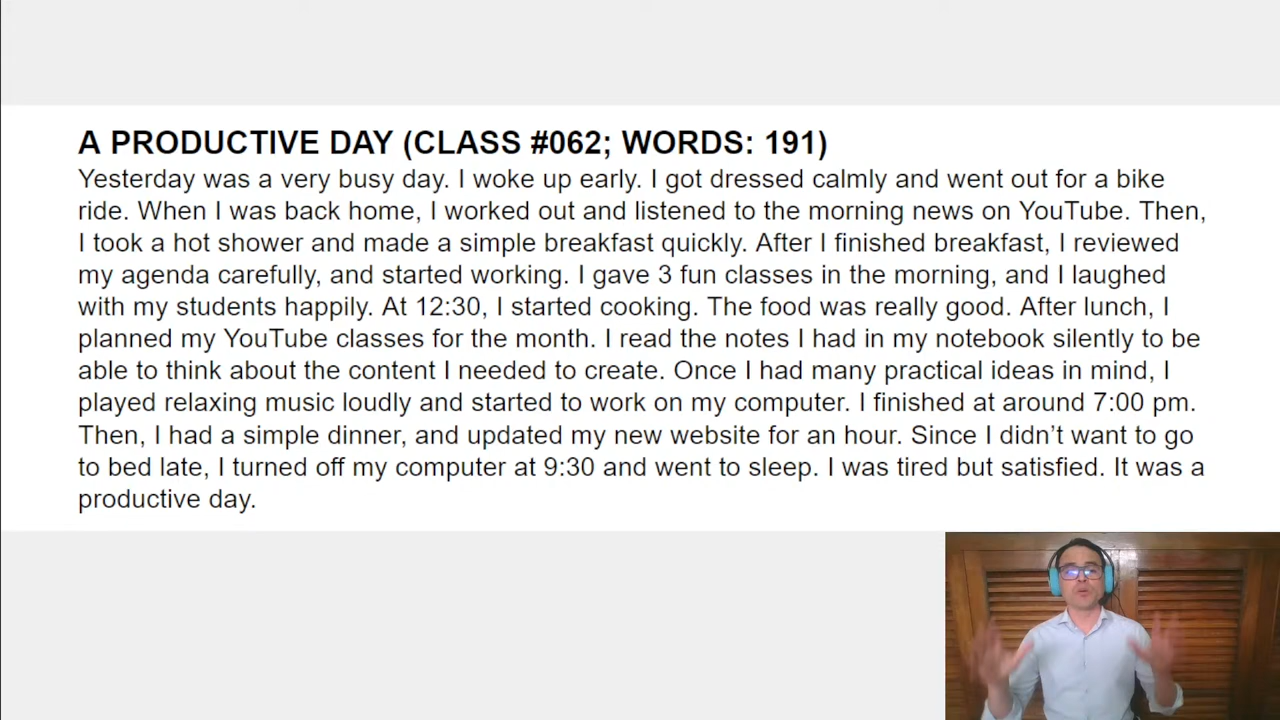 A PRODUCTIVE DAY (CLASS #062; WORDS: 191)
Yesterday was a very busy day. I woke up early. I got dressed calmly and went out for a bike
ride. When I was back home, I worked out and listened to the morning news on YouTube. Then,
I took a hot shower and made a simple breakfast quickly. After I finished breakfast, I reviewed
my agenda carefully, and started working. I gave 3 fun classes in the morning, and I laughed
with my students happily. At 12:30, I started cooking. The food was really good. After lunch, I
planned my YouTube classes for the month. I read the notes I had in my notebook silently to be
able to think about the content I needed to create. Once I had many practical ideas in mind, I
played relaxing music loudly and started to work on my computer. I finished at around 7:00 pm.
Then, I had a simple dinner, and updated my new website for an hour. Since I didn’t want to go
to bed late, I turned off my computer at 9:30 and went to sleep. I was tired but satisfied. It was a
productive day.